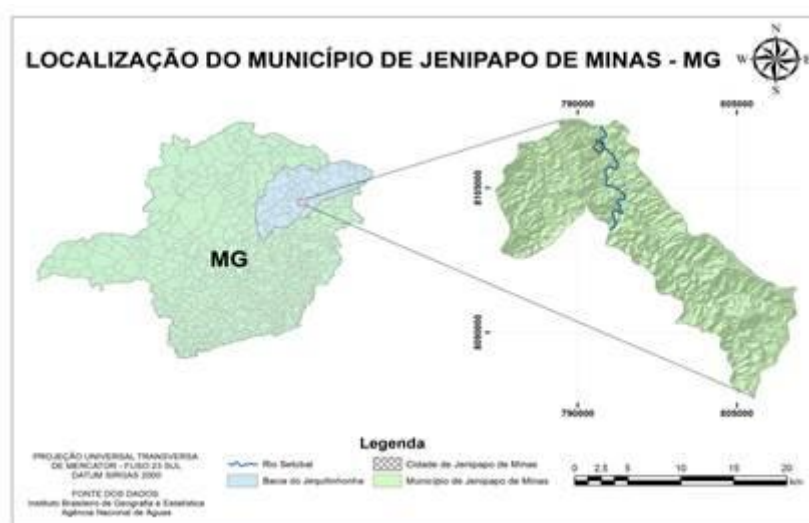 LOCALIZAÇÃO DO MUNICÍPIO DE JENIPAPO DE MINAS - MG
N
W
E
S
790000
805000
8105000
MG
8090000
790000
805000
Legenda
PROJEÇÃO UNIVERSAL TRANSVERSA
DE MERCATOR - FUSO 23 SUL
DATUM SIRGAS 2000
FONTE DOS DADOS
Instituto Brasileiro de Geografia e Estatística
Agência Nacional de Águas
Rio Setúbal
Cidade de Jenipapo de Minas
Bacia do Jequitinhonha
Município de Jenipapo de Minas
0 2,5 5 10 15 20
km